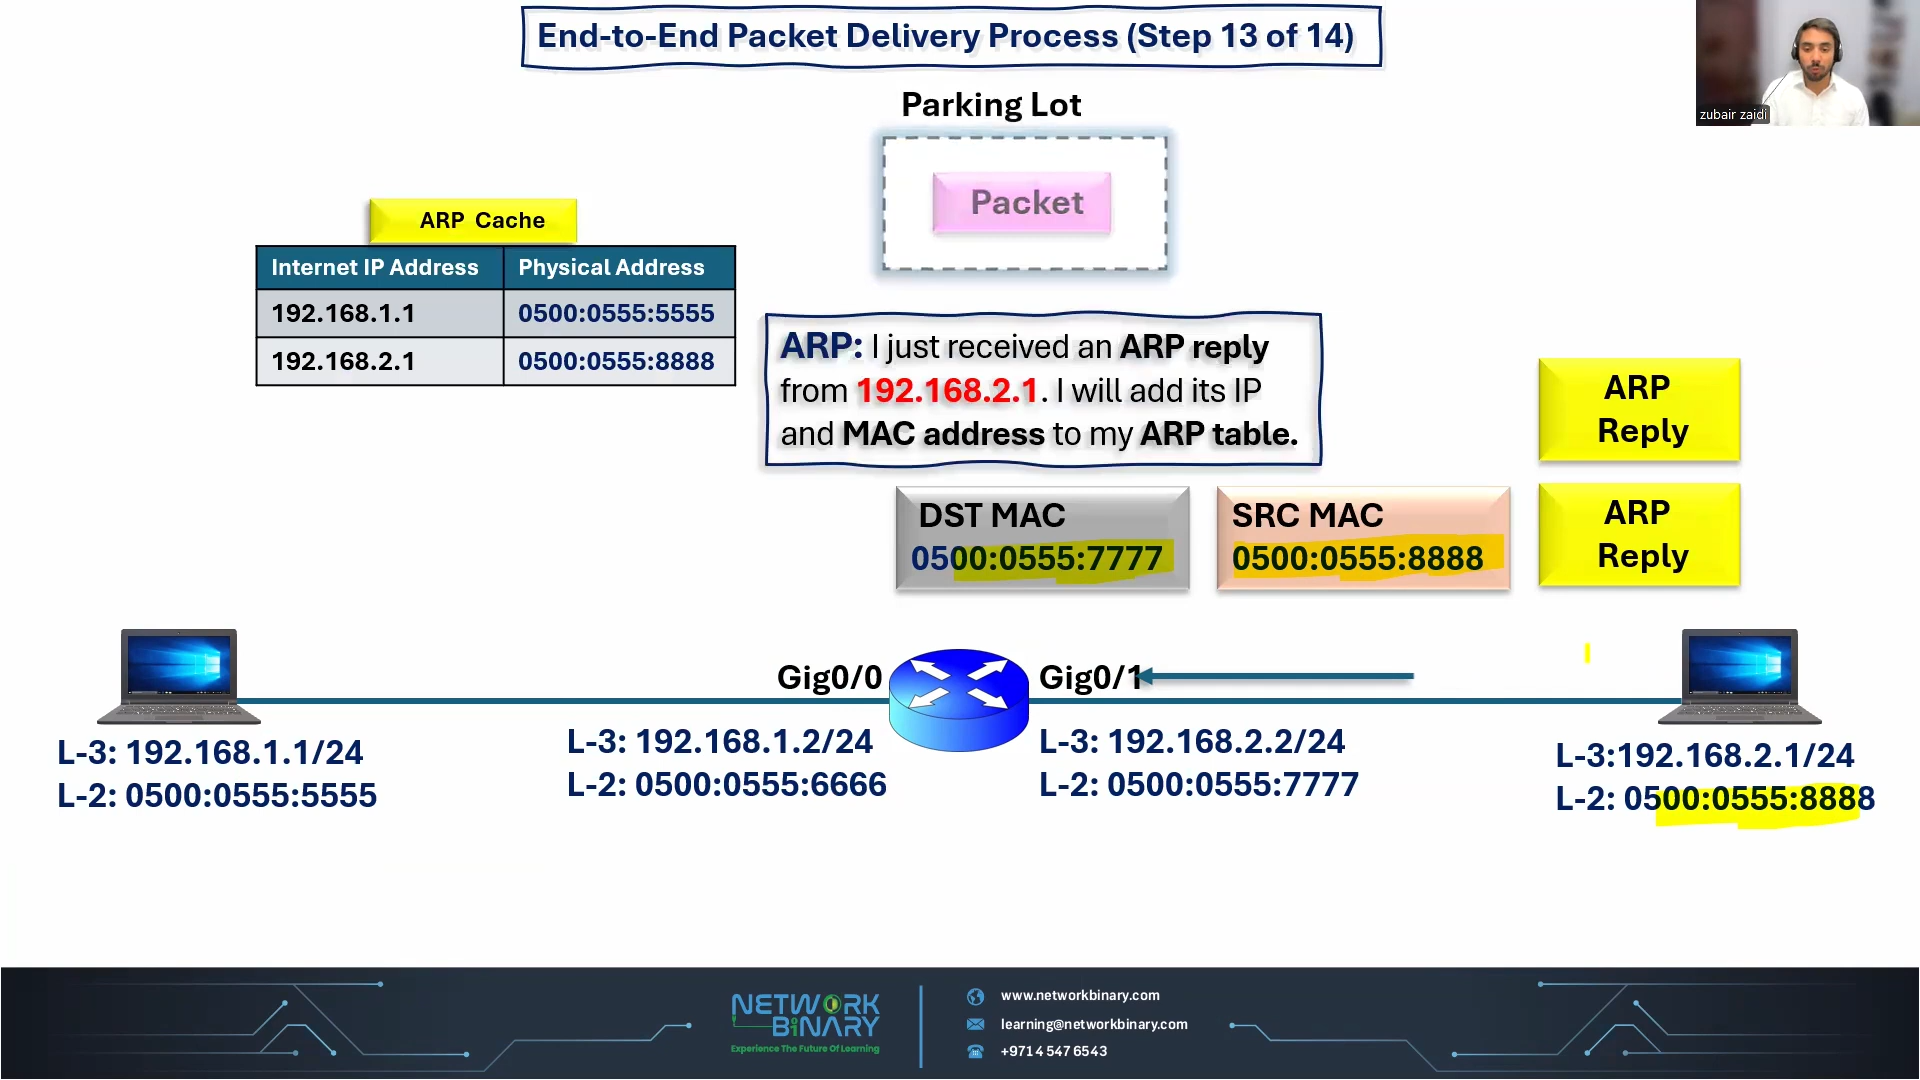 End-to-End Packet Delivery Process (Step 13 of 14)
zubair zaidi
Parking Lot
Packet
ARP Cache
Internet IP Address Physical Address
192.168.1.1 0500:0555:5555
192.168.2.1 0500:0555:8888
ARP: I just received an ARP reply
from 192.168.2.1. I will add its IP
and MAC address to my ARP table.
ARP
Reply
DST MAC
0500:0555:7777
SRC MAC
0500:0555:8888
ARP
Reply
Gig0/0
Gig0/1
L-3: 192.168.1.1/24
L-2: 0500:0555:5555
L-3: 192.168.1.2/24
L-2: 0500:0555:6666
L-3: 192.168.2.2/24
L-2: 0500:0555:7777
L-3:192.168.2.1/24
L-2: 0500:0555:8888
NETWORK
BINARY
Experience The Future Of Learning
www.networkbinary.com
learning@networkbinary.com
+971 4 547 6543